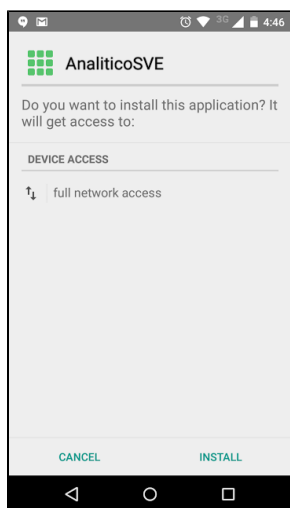 3G 4:46
AnaliticoSVE
Do you want to install this application? It
will get access to:
DEVICE ACCESS
full network access
CANCEL INSTALL